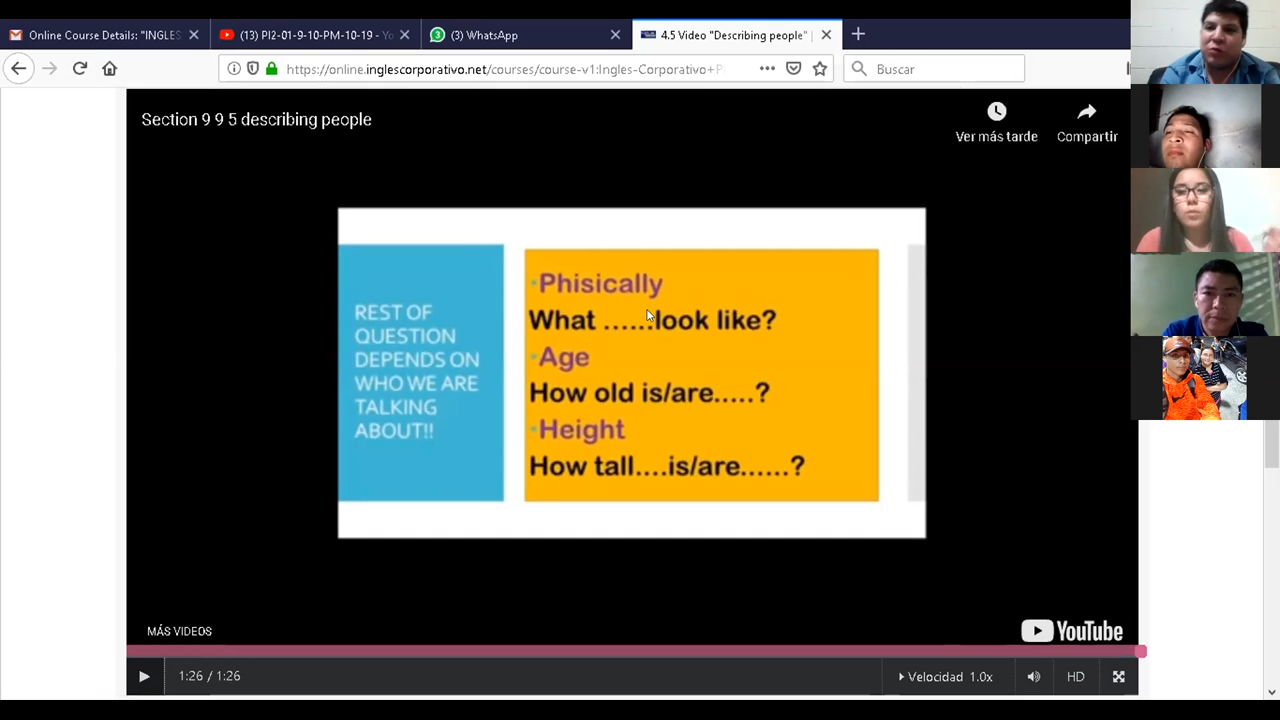 Online Course Details: "INGLES
(13) PI2-01-9-10-PM-10-19 - Yo
(3) WhatsApp
4.5 Video "Describing people" |
https://online.inglescorporativo.net/courses/course-v1:Ingles-Corporativo+P
Buscar
Section 9 9 5 describing people
Ver más tarde
Compartir
REST OF
QUESTION
DEPENDS ON
WHO WE ARE
TALKING
ABOUT!!
Phisically
What ......look like?
Age
How old is/are.....?
Height
How tall....is/are......?
MÁS VIDEOS
YouTube
1:26 / 1:26
Velocidad 1.0x
HD